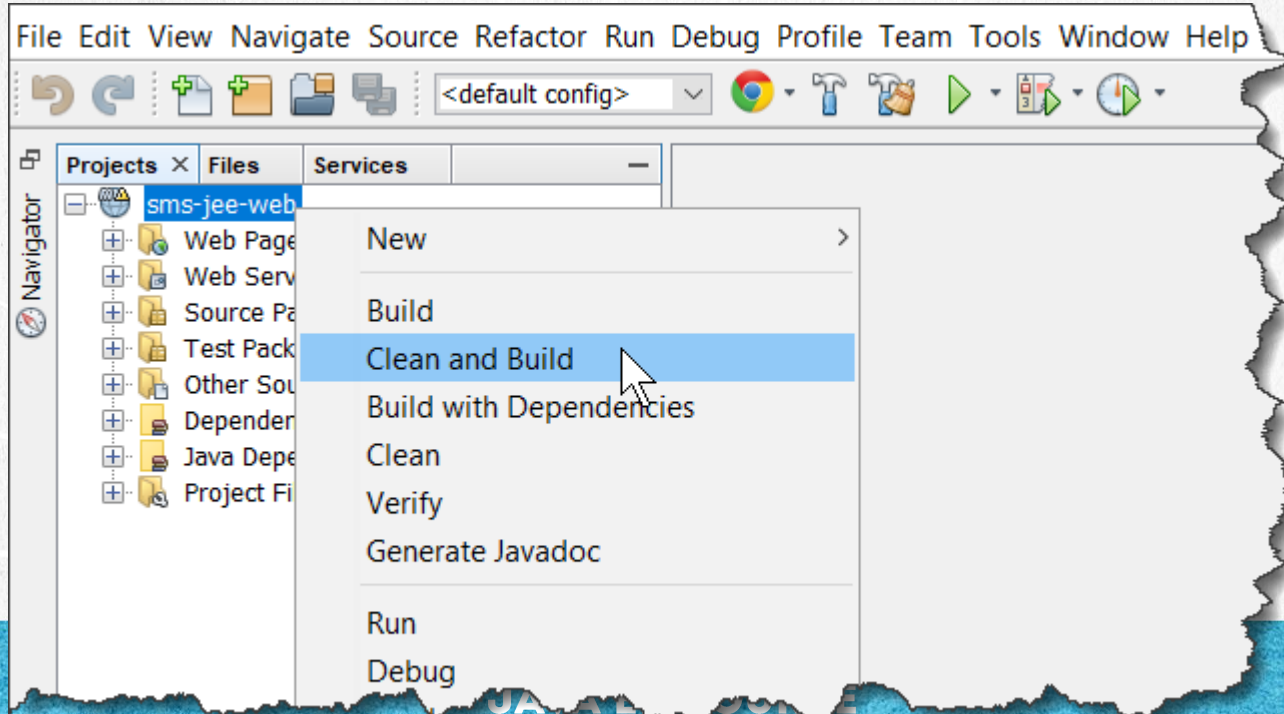 File Edit View Navigate Source Refactor Run Debug Profile Team Tools Window Help
<default config>
Projects Files Services
Navigator
sms-jee-web
Web Page
Web Serv
Source Pa
Test Pack
Other Sou
Depender
Java Depe
Project Fi
New
Build
Clean and Build
Build with Dependencies
Clean
Verify
Generate Javadoc
Run
Debug